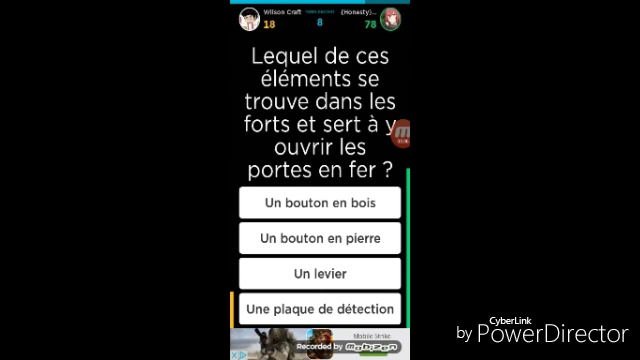 Wilson Craft
{Honesty}...
18
8
78
Lequel de ces
éléments se
trouve dans les
forts et sert à y
ouvrir les
portes en fer ?
Un bouton en bois
Un bouton en pierre
Un levier
Une plaque de détection
Mobile Strike
Recorded by Mobizen
CyberLink
by PowerDirector